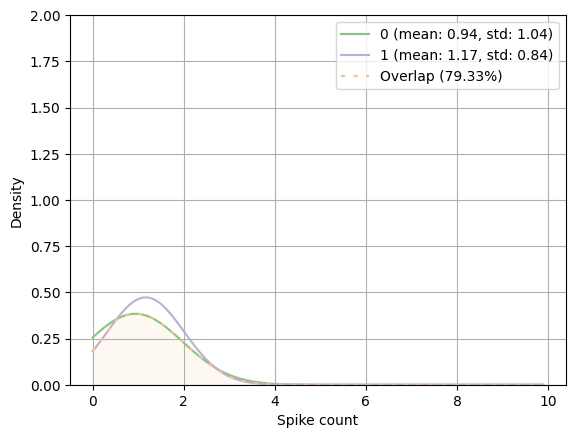 2.00
1.75
1.50
1.25
1.00
0.75
0.50
0.25
0.00
Density
0 (mean: 0.94, std: 1.04)
1 (mean: 1.17, std: 0.84)
Overlap (79.33%)
0 2 4 6 8 10
Spike count